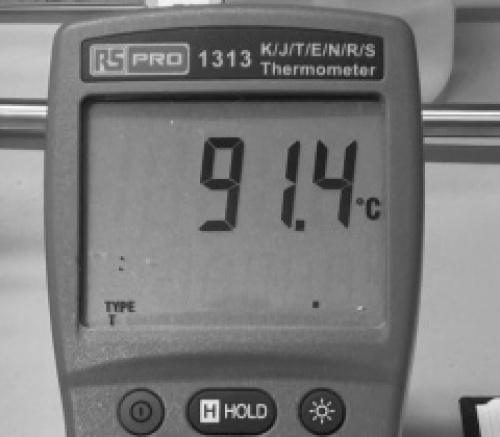 RS PRO 1313 K/J/T/E/N/R/S
Thermometer
91.4 °C
TYPE
T
H HOLD